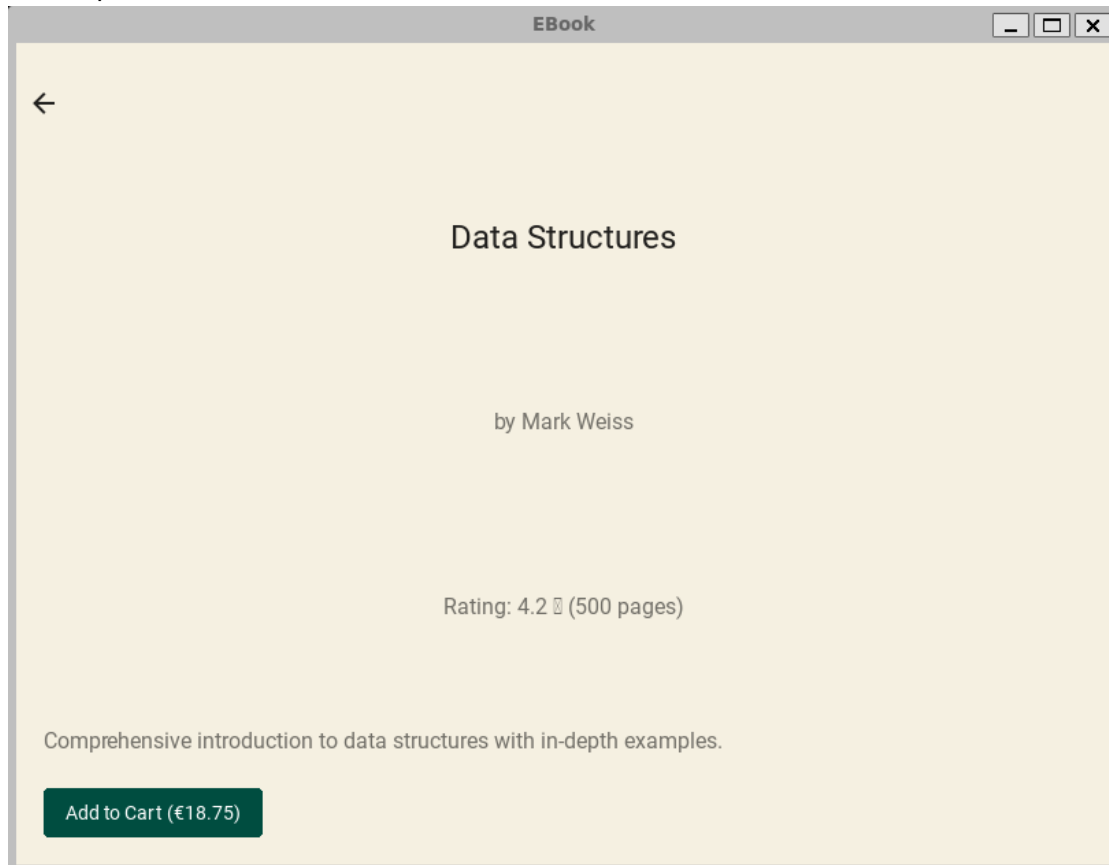 EBook
Data Structures
by Mark Weiss
Rating: 4.2 (500 pages)
Comprehensive introduction to data structures with in-depth examples.
Add to Cart (€18.75)